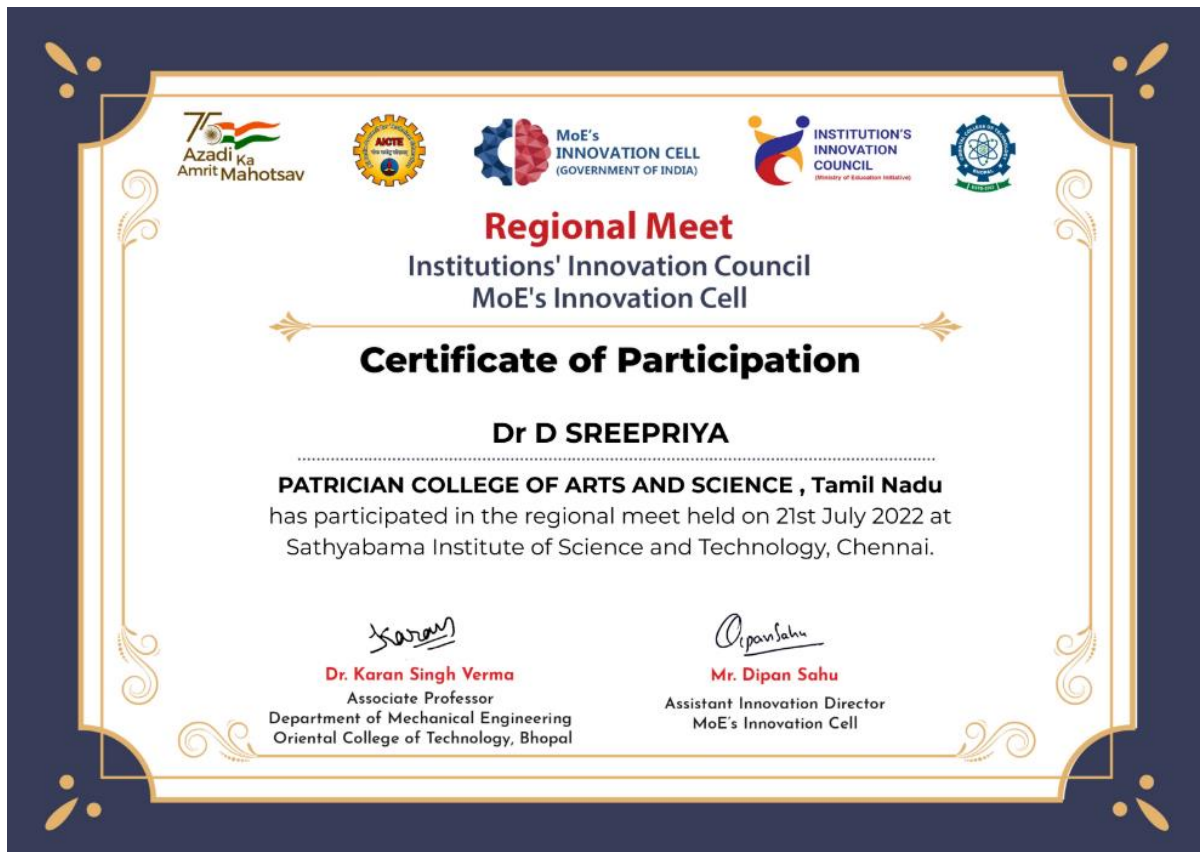 75
Azadi Ka
Amrit Mahotsav
AICTE
MoE's
INNOVATION CELL
(GOVERNMENT OF INDIA)
INSTITUTION'S
INNOVATION
COUNCIL
(Ministry of Education Initiative)
Regional Meet
Institutions' Innovation Council
MoE's Innovation Cell
Certificate of Participation
Dr D SREEPRIYA
PATRICIAN COLLEGE OF ARTS AND SCIENCE , Tamil Nadu
has participated in the regional meet held on 21st July 2022 at
Sathyabama Institute of Science and Technology, Chennai.
Karan
Dipan Sahu
Dr. Karan Singh Verma
Mr. Dipan Sahu
Associate Professor
Department of Mechanical Engineering
Oriental College of Technology, Bhopal
Assistant Innovation Director
MoE's Innovation Cell